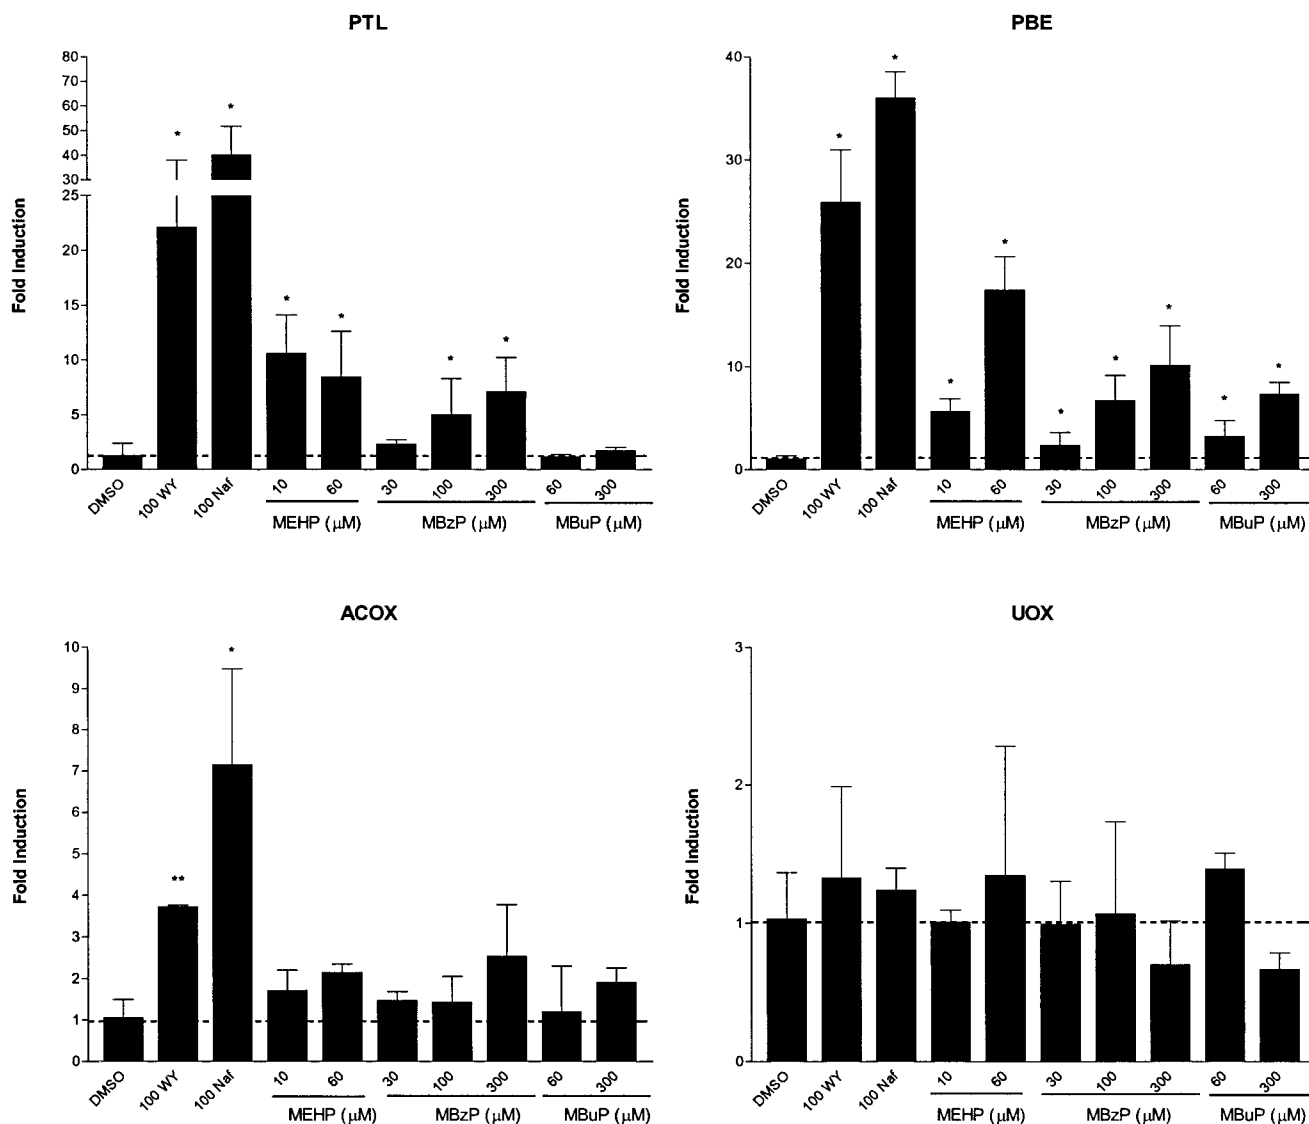 PTL
Fold Induction
80
70
60
50
40
30
25
20
15
10
5
0
* * * * * *
DMSO 100 WY 100 Naf 10 60 30 100 300 60 300
MEHP (μM) MBzP (μM) MBuP (μM)
PBE
Fold Induction
40
30
20
10
0
* * * * * * * * *
DMSO 100 WY 100 Naf 10 60 30 100 300 60 300
MEHP (μM) MBzP (μM) MBuP (μM)
ACOX
Fold Induction
10
9
8
7
6
5
4
3
2
1
0
** *
DMSO 100 WY 100 Naf 10 60 30 100 300 60 300
MEHP (μM) MBzP (μM) MBuP (μM)
UOX
Fold Induction
3
2
1
0
DMSO 100 WY 100 Naf 10 60 30 100 300 60 300
MEHP (μM) MBzP (μM) MBuP (μM)